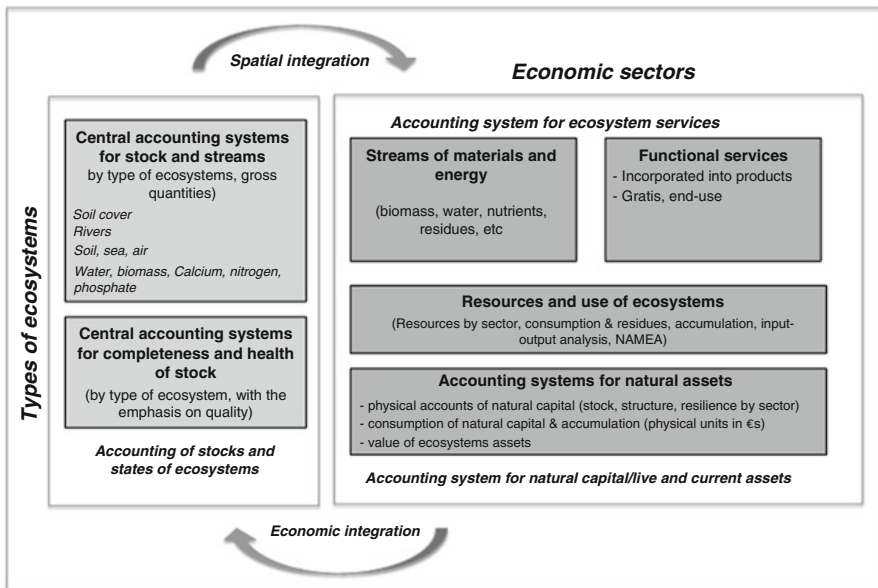 Spatial integration
Economic sectors
Types of ecosystems
Central accounting systems
for stock and streams
by type of ecosystems, gross
quantities)
Soil cover
Rivers
Soil, sea, air
Water, biomass, Calcium, nitrogen,
phosphate
Central accounting systems
for completeness and health
of stock
(by type of ecosystem, with the
emphasis on quality)
Accounting of stocks and
states of ecosystems
Accounting system for ecosystem services
Streams of materials and
energy
(biomass, water, nutrients,
residues, etc
Functional services
- Incorporated into products
- Gratis, end-use
Resources and use of ecosystems
(Resources by sector, consumption & residues, accumulation, input-
output analysis, NAMEA)
Accounting systems for natural assets
- physical accounts of natural capital (stock, structure, resilience by sector)
- consumption of natural capital & accumulation (physical units in €s)
- value of ecosystems assets
Accounting system for natural capital/live and current assets
Economic integration